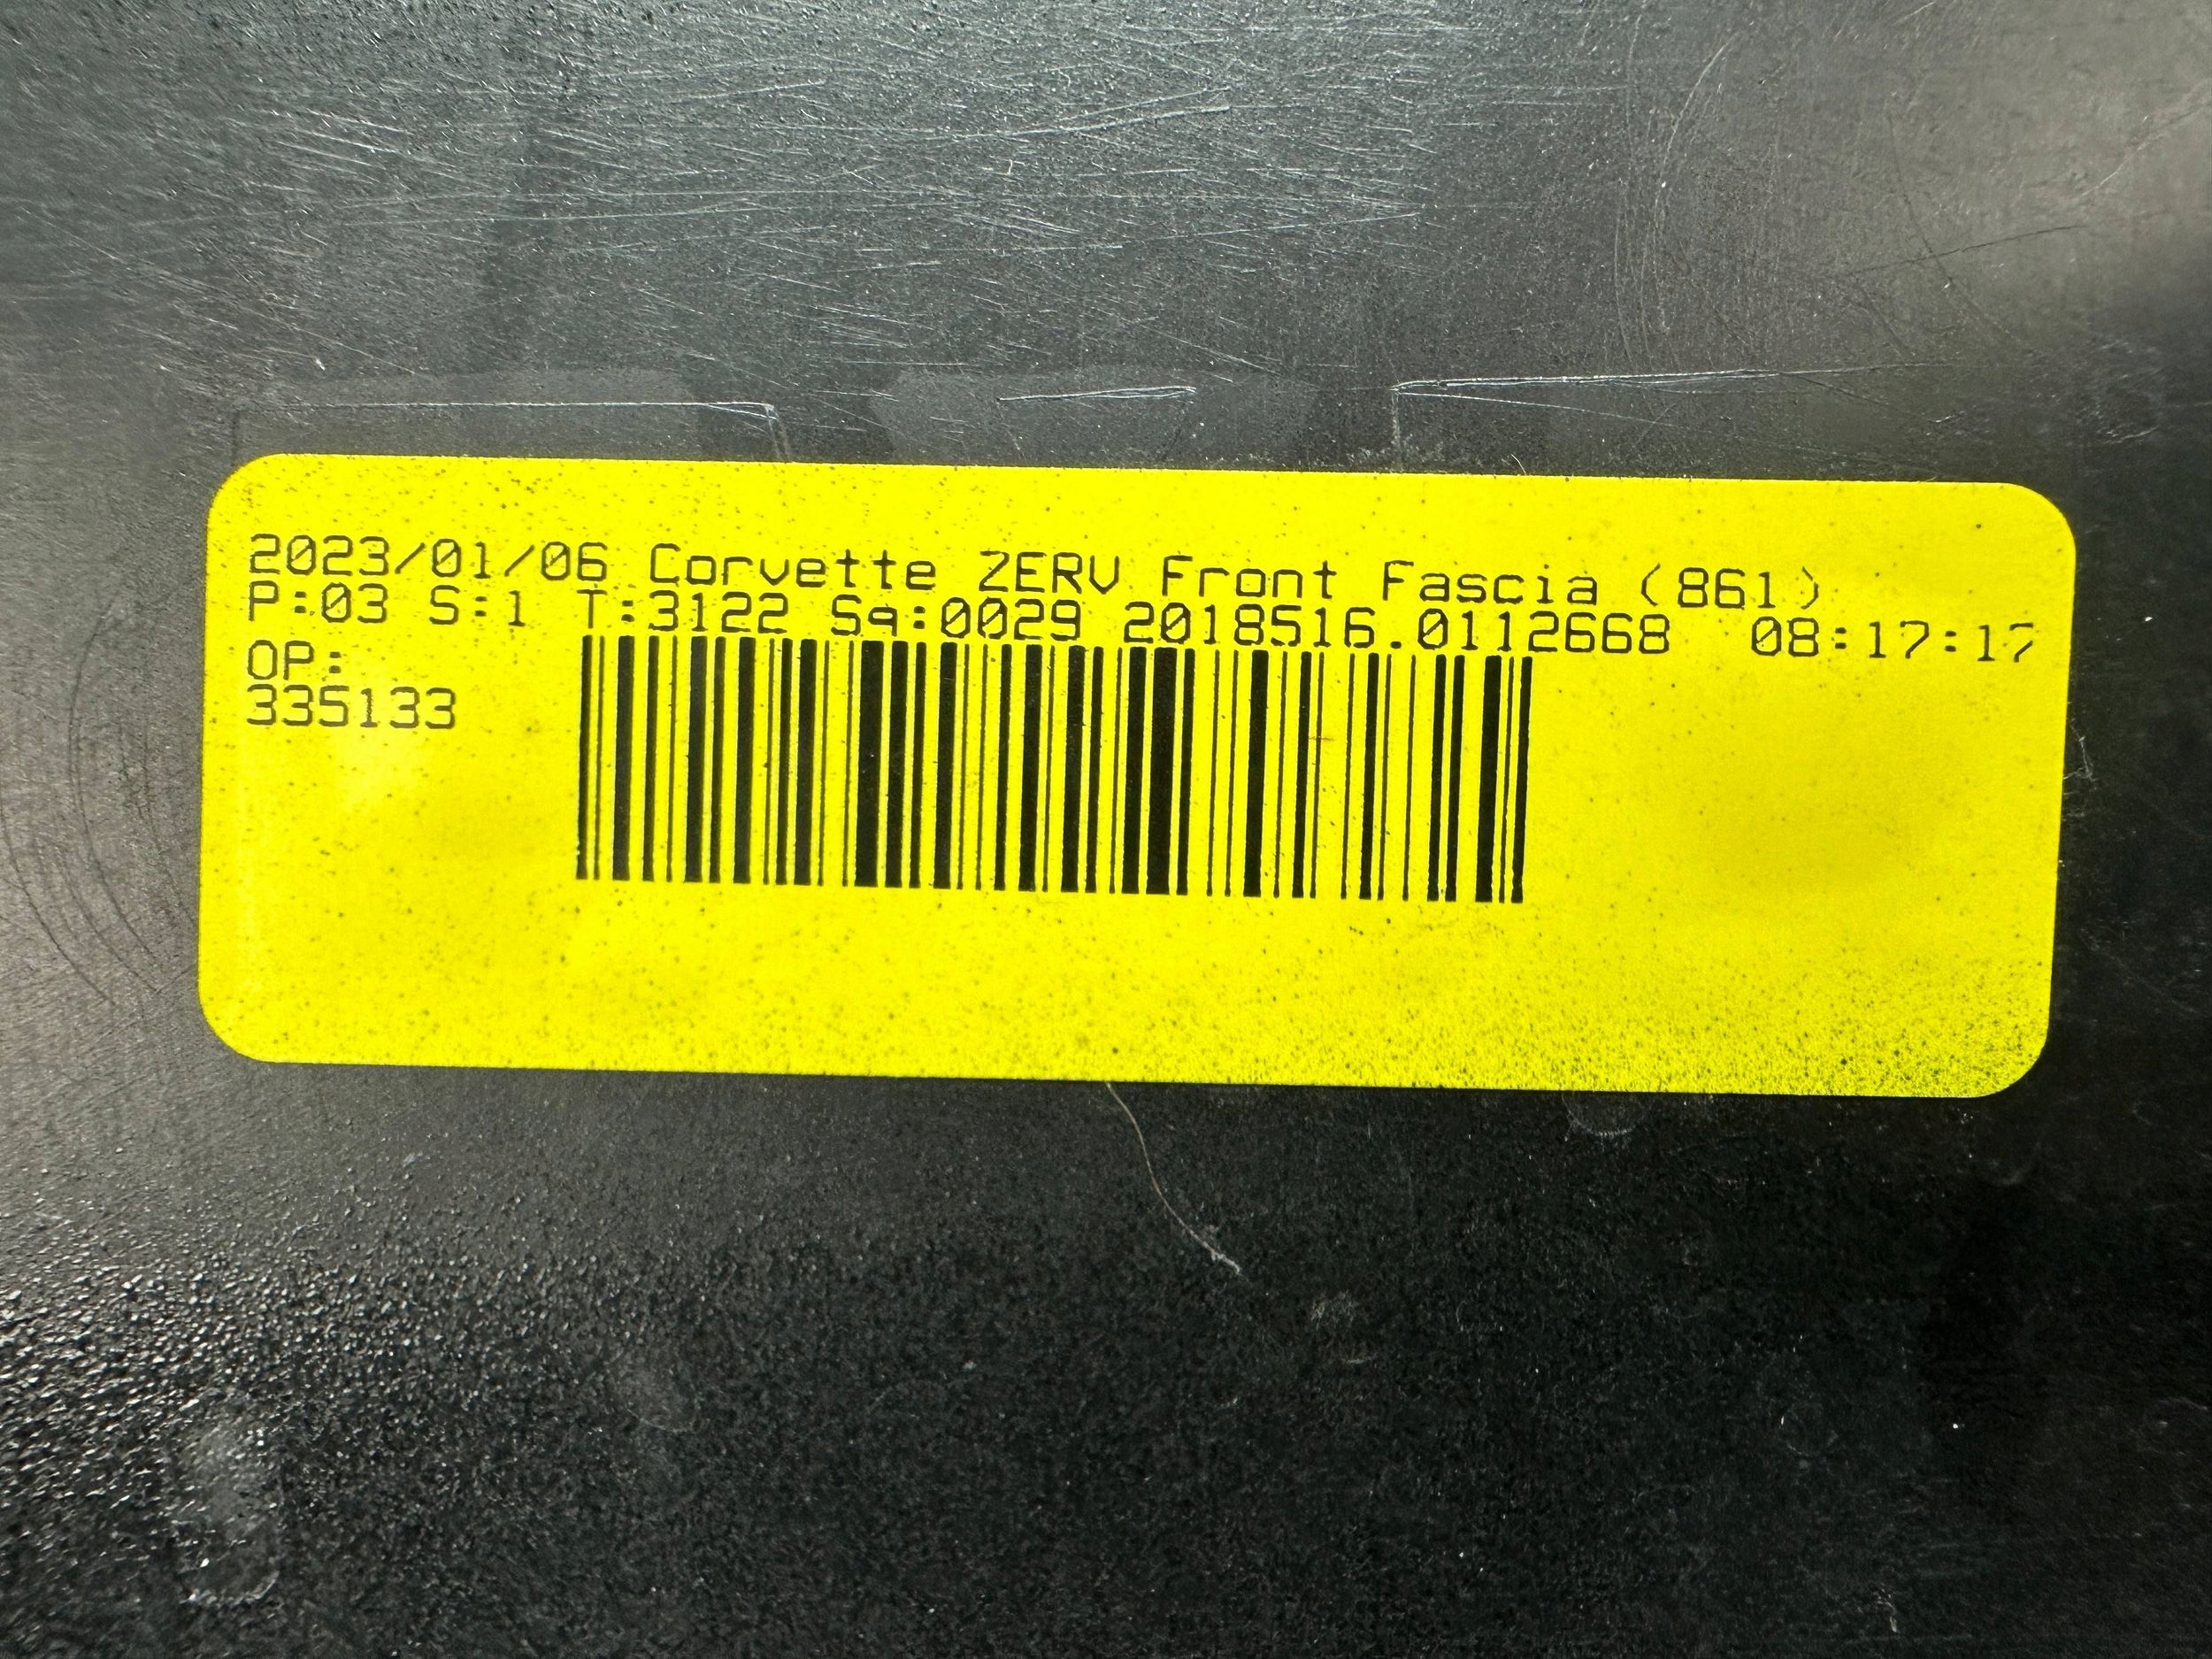 2023/01/06 Corvette ZERV Front Fascia (861)
P:03 S:1 T:3122 Sq:0029 2018516.0112668 08:17:17
OP:
335133